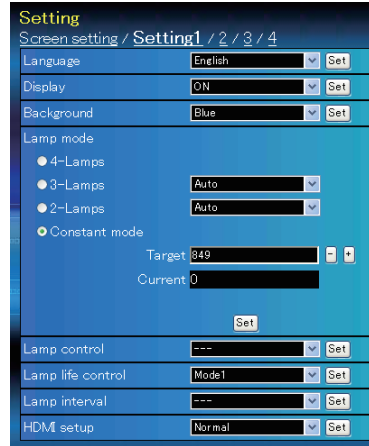 Setting
Screen setting / Setting1 / 2 / 3 / 4
Language English Set
Display ON Set
Background Blue Set
Lamp mode
4-Lamps
3-Lamps Auto
2-Lamps Auto
Constant mode
Target 849 - +
Current 0
Set
Lamp control --- Set
Lamp life control Mode1 Set
Lamp interval --- Set
HDMI setup Normal Set